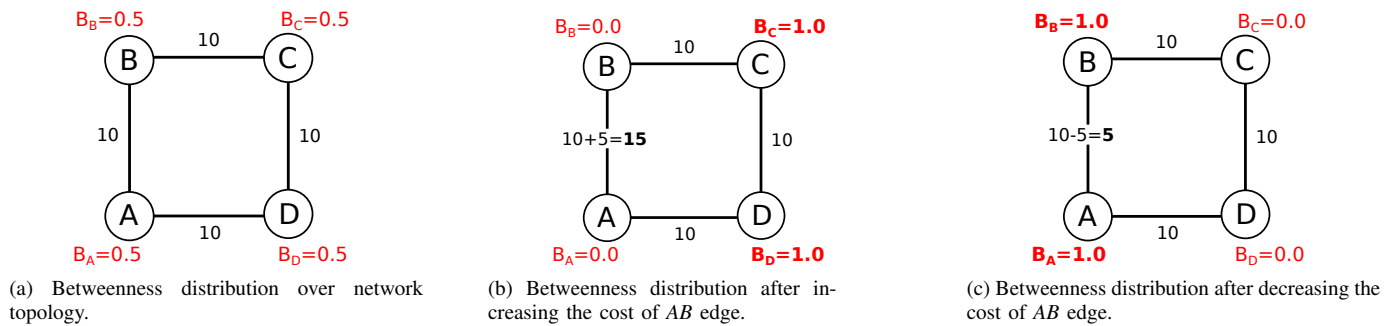 B_B=0.5 B_C=0.5
10
B C
10 10
A D
10
B_A=0.5 B_D=0.5
(a) Betweenness distribution over network
topology.
B_B=0.0 B_C=1.0
10
B C
10+5=15 10
A D
10
B_A=0.0 B_D=1.0
(b) Betweenness distribution after in-
creasing the cost of AB edge.
B_B=1.0 B_C=0.0
10
B C
10-5=5 10
A D
10
B_A=1.0 B_D=0.0
(c) Betweenness distribution after decreasing the
cost of AB edge.